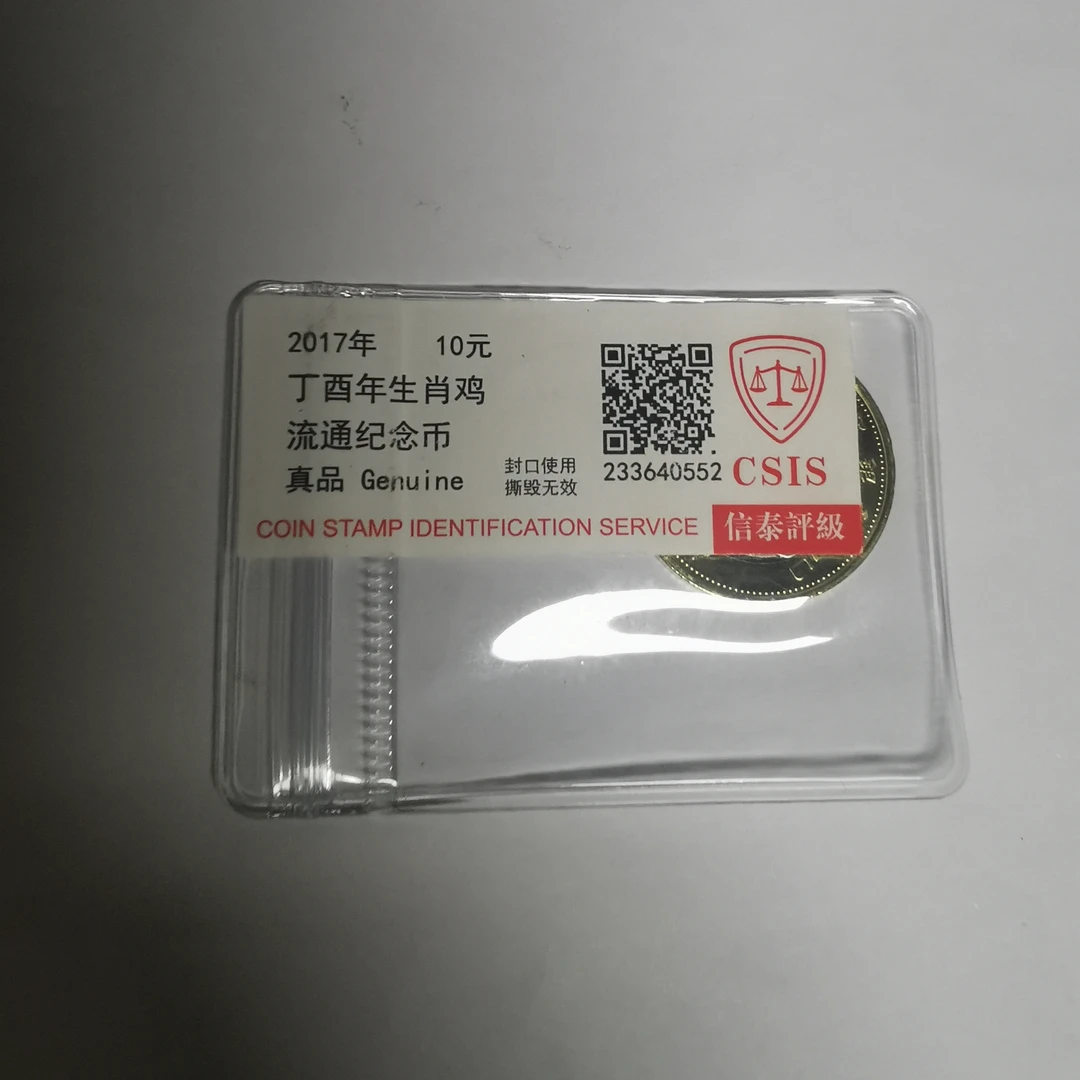 2017年 10元
丁酉年生肖鸡
流通纪念币
真品 Genuine
封口使用
撕毁无效
233640552
CSIS
COIN STAMP IDENTIFICATION SERVICE
信泰評級